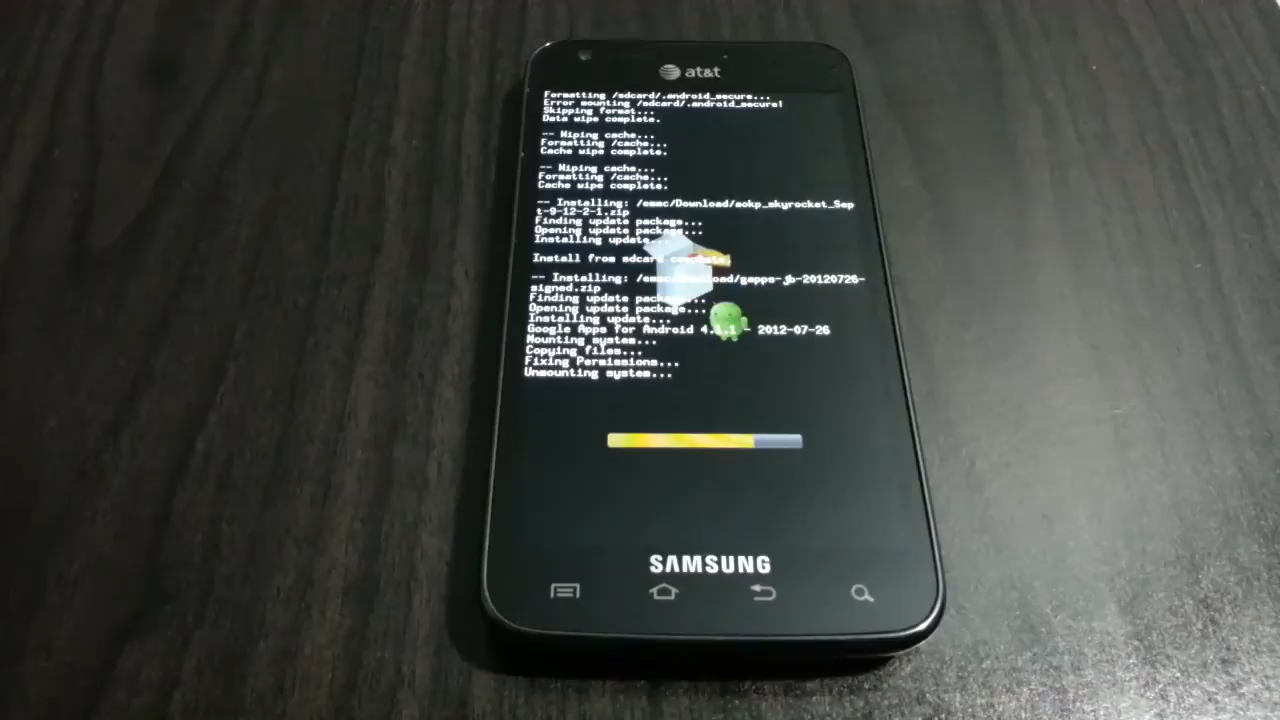 at&t
Formatting /sdcard/.android_secure...
Error mounting /sdcard/.android_secure!
Skipping format...
Data wipe complete.
-- Wiping cache...
Formatting /cache...
Cache wipe complete.
-- Wiping cache...
Formatting /cache...
Cache wipe complete.
-- Installing: /emmc/Download/aokp_skyrocket_Sep
t-9-12-2-1.zip
Finding update package...
Opening update package...
Installing update...
Install from sdcard complete.
-- Installing: /emmc/Download/gapps-jb-20120726-
signed.zip
Finding update package...
Opening update package...
Installing update...
Google Apps for Android 4.1.1 - 2012-07-26
Mounting system...
Copying files...
Fixing Permissions...
Unmounting system...
SAMSUNG